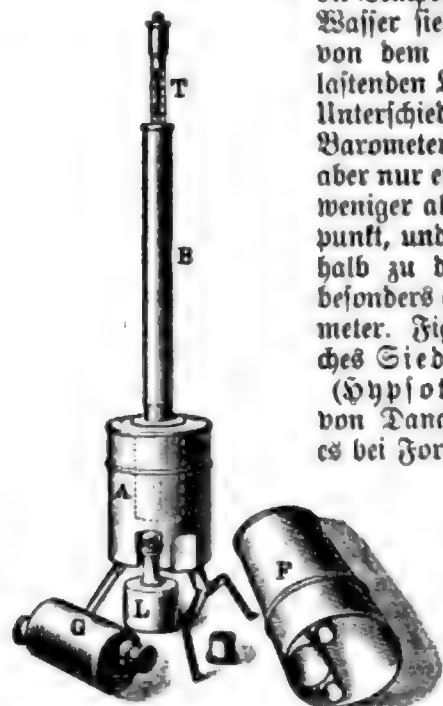 Waſſer ſie
von dem
laſtenden
Unterſchied
Barometer
aber nur e
weniger al
punkt, und
halb zu d
beſonders
meter. Fig
ches Sied
(Hypſot
von Danc
es bei For
T
B
A
L
G
F